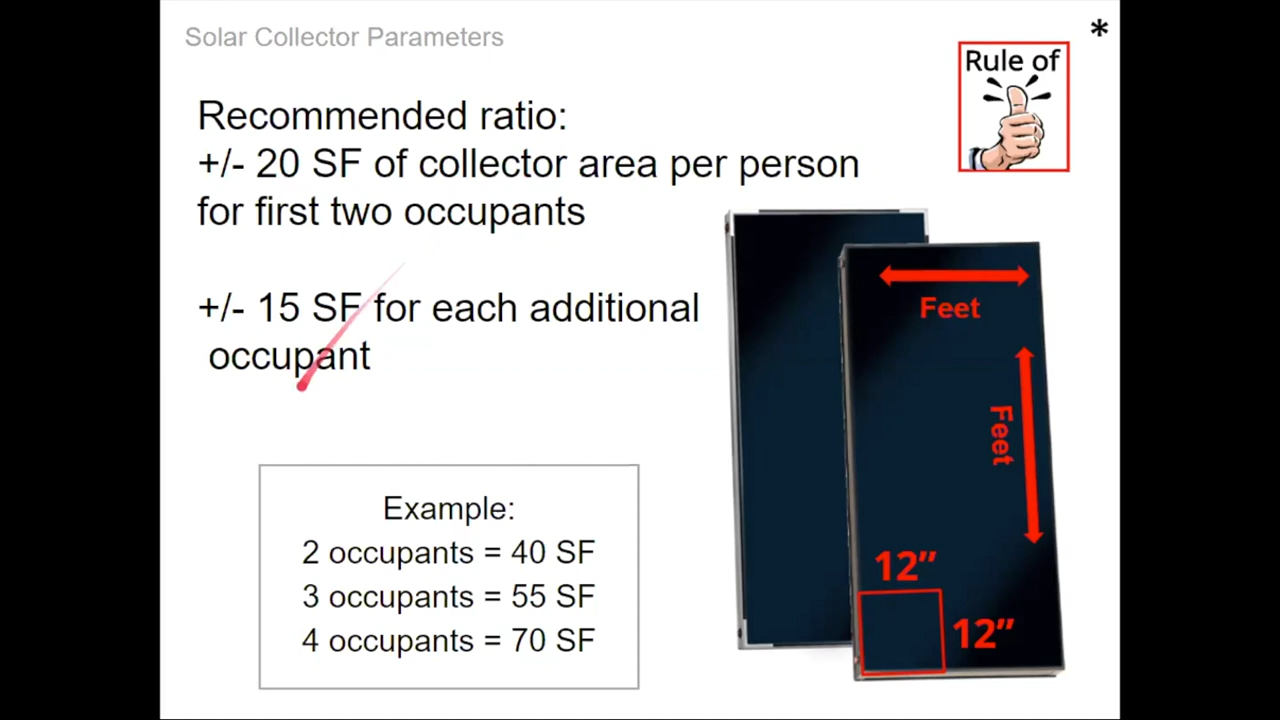 Solar Collector Parameters
*
Rule of
Recommended ratio:
+/- 20 SF of collector area per person
for first two occupants
+/- 15 SF for each additional
occupant
Feet
Feet
12”
12”
Example:
2 occupants = 40 SF
3 occupants = 55 SF
4 occupants = 70 SF